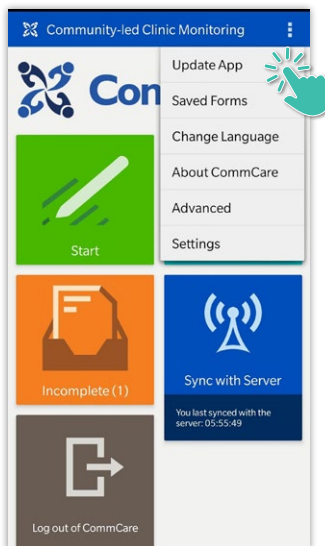 Community-led Clinic Monitoring
Com
Update App
Saved Forms
Change Language
About CommCare
Advanced
Settings
Start
Incomplete (1)
Sync with Server
You last synced with the
server: 05:55:49
Log out of CommCare